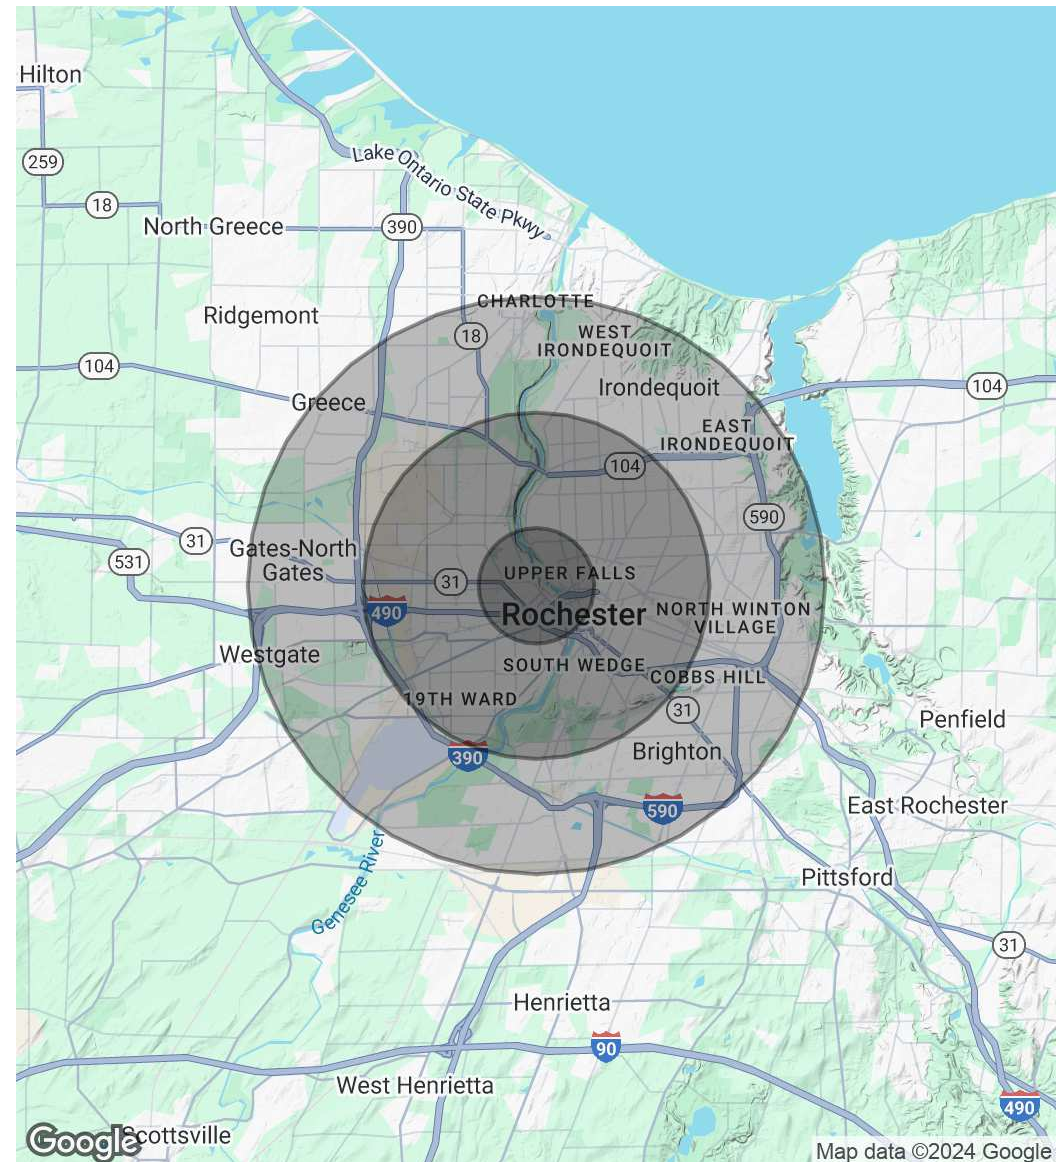 Hilton
259
18
Lake Ontario State Pkwy
North Greece
390
CHARLOTTE
Ridgemont
18
WEST
IRONDEQUOIT
104
Irondequoit
104
Greece
EAST
IRONDEQUOIT
104
590
31
531
Gates-North
Gates
31
UPPER FALLS
490
Rochester
NORTH WINTON
VILLAGE
Westgate
SOUTH WEDGE
COBBS HILL
19TH WARD
31
Penfield
390
Brighton
590
East Rochester
Genesee River
Pittsford
31
Henrietta
90
West Henrietta
490
Google
Scottsville
Map data ©2024 Google